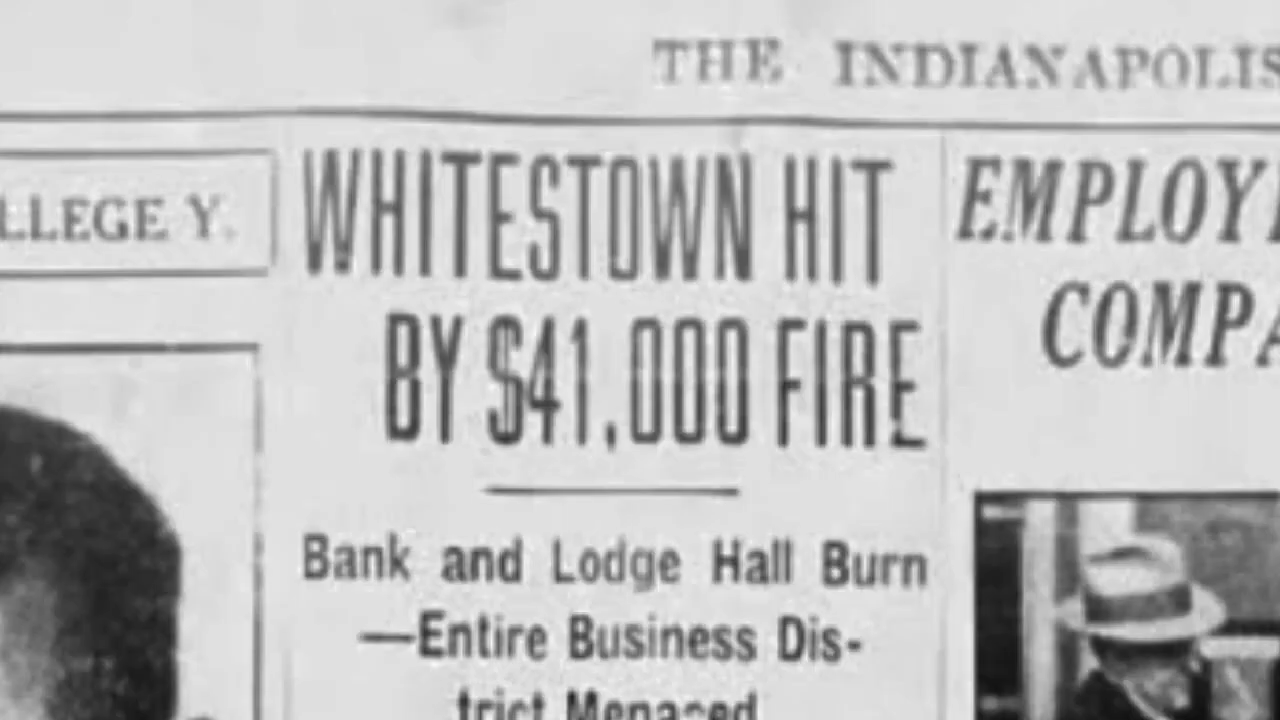 THE INDIANAPOLIS
LLEGE Y.
WHITESTOWN HIT
BY $41,000 FIRE
Bank and Lodge Hall Burn
—Entire Business Dis-
trict Menaced
EMPLOY
COMPA